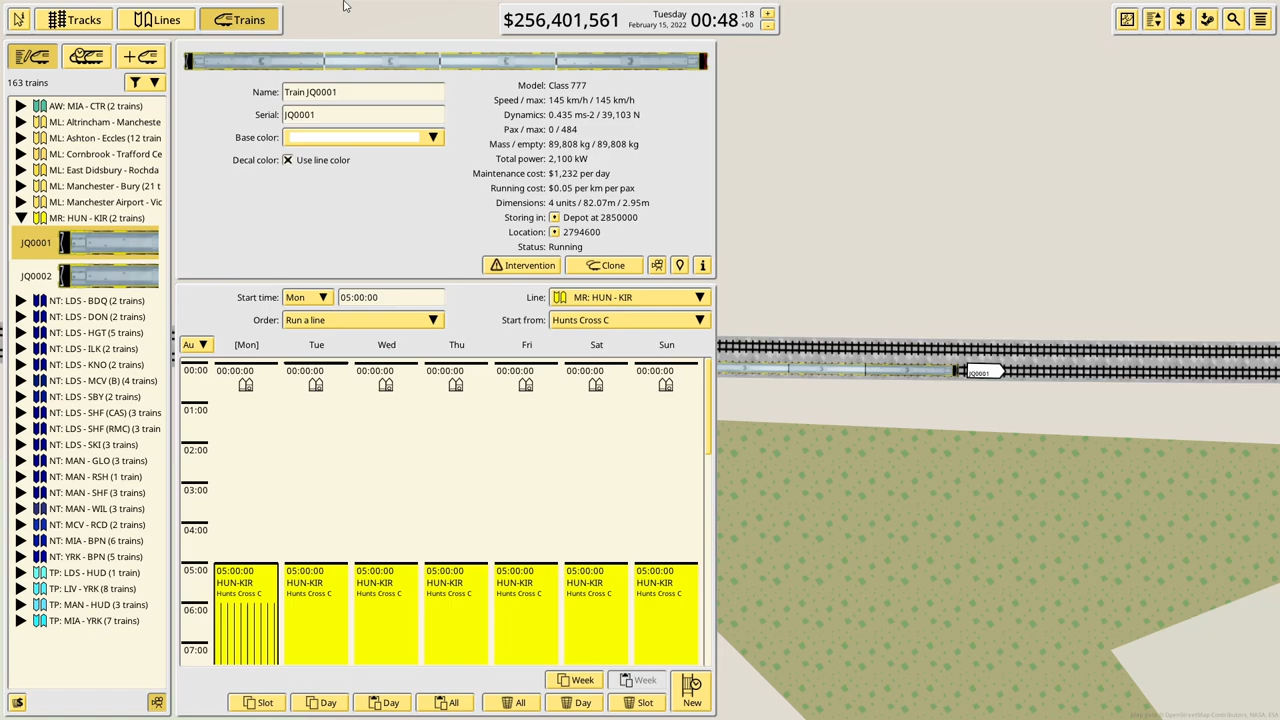 Tracks
Lines
Trains
$256,401,561
Tuesday
February 15, 2022
00:48
:18
+00
+
-
163 trains
AW: MIA - CTR (2 trains)
ML: Altrincham - Mancheste
ML: Ashton - Eccles (12 train
ML: Cornbrook - Trafford Ce
ML: East Didsbury - Rochda
ML: Manchester - Bury (21 t
ML: Manchester Airport - Vic
MR: HUN - KIR (2 trains)
JQ0001
JQ0002
NT: LDS - BDQ (2 trains)
NT: LDS - DON (2 trains)
NT: LDS - HGT (5 trains)
NT: LDS - ILK (2 trains)
NT: LDS - KNO (2 trains)
NT: LDS - MCV (B) (4 trains)
NT: LDS - SBY (2 trains)
NT: LDS - SHF (CAS) (3 trains
NT: LDS - SHF (RMC) (3 train
NT: LDS - SKI (3 trains)
NT: MAN - GLO (3 trains)
NT: MAN - RSH (1 train)
NT: MAN - SHF (3 trains)
NT: MAN - WIL (3 trains)
NT: MCV - RCD (2 trains)
NT: MIA - BPN (6 trains)
NT: YRK - BPN (5 trains)
TP: LDS - HUD (1 train)
TP: LIV - YRK (8 trains)
TP: MAN - HUD (3 trains)
TP: MIA - YRK (7 trains)
Name: Train JQ0001
Serial: JQ0001
Base color:
Decal color: Use line color
Model: Class 777
Speed / max: 145 km/h / 145 km/h
Dynamics: 0.435 ms-2 / 39,103 N
Pax / max: 0 / 484
Mass / empty: 89,808 kg / 89,808 kg
Total power: 2,100 kW
Maintenance cost: $1,232 per day
Running cost: $0.05 per km per pax
Dimensions: 4 units / 82.07m / 2.95m
Storing in: Depot at 2850000
Location: 2794600
Status: Running
Intervention
Clone
Start time: Mon 05:00:00
Line: MR: HUN - KIR
Order: Run a line
Start from: Hunts Cross C
Au [Mon] Tue Wed Thu Fri Sat Sun
00:00 00:00:00 00:00:00 00:00:00 00:00:00 00:00:00 00:00:00 00:00:00
01:00
02:00
03:00
04:00
05:00 05:00:00 05:00:00 05:00:00 05:00:00 05:00:00 05:00:00 05:00:00
HUN-KIR HUN-KIR HUN-KIR HUN-KIR HUN-KIR HUN-KIR HUN-KIR
Hunts Cross C Hunts Cross C Hunts Cross C Hunts Cross C Hunts Cross C Hunts Cross C Hunts Cross C
06:00
07:00
Week
Week
Slot
Day
Day
All
All
Day
Slot
New
JQ0001